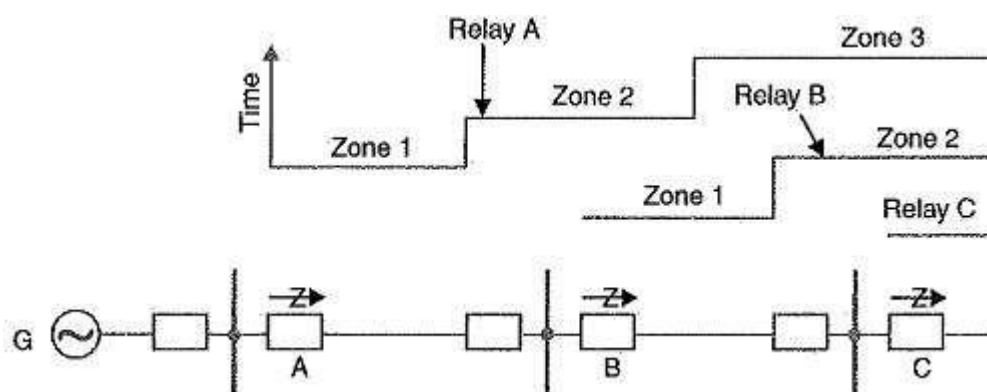 Relay A
Zone 3
Time
Zone 2
Relay B
Zone 1
Zone 2
Zone 1
Relay C
Z
Z
Z
G
A
B
C